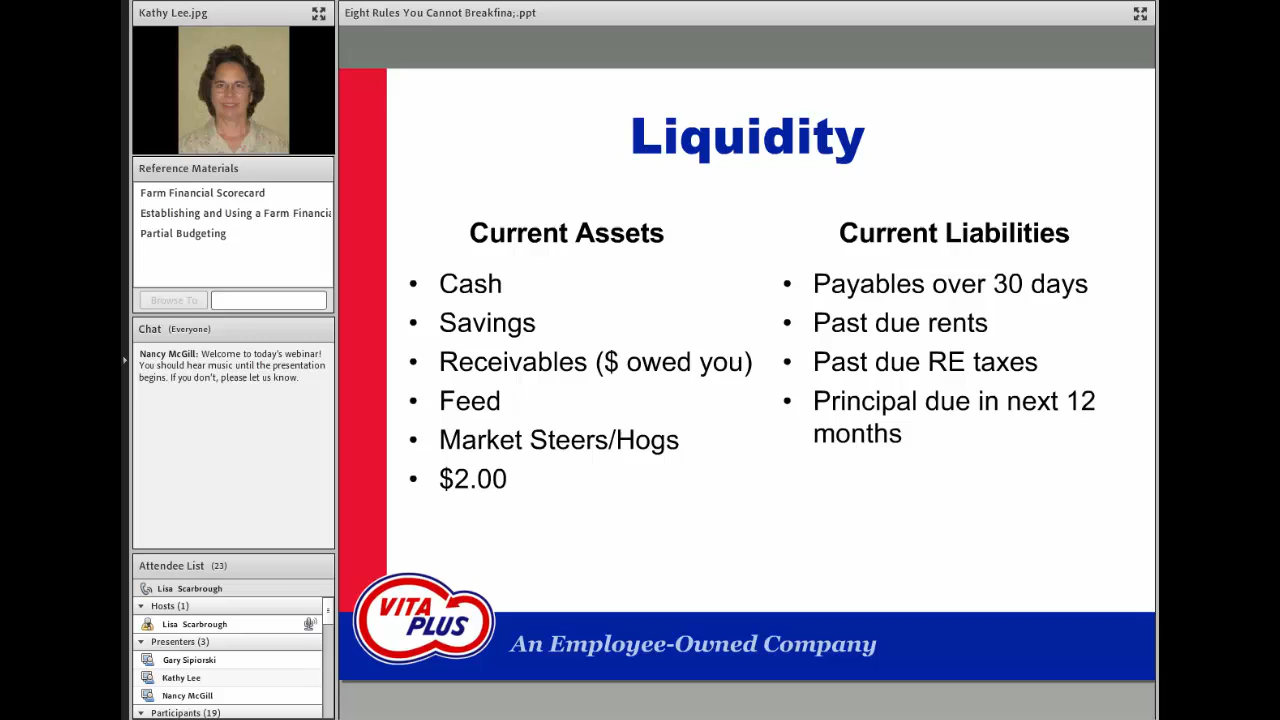 Kathy Lee.jpg
Reference Materials
Farm Financial Scorecard
Establishing and Using a Farm Financia
Partial Budgeting
Browse To
Chat (Everyone)
Nancy McGill: Welcome to today's webinar!
You should hear music until the presentation
begins. If you don't, please let us know.
Attendee List (23)
Lisa Scarbrough
Hosts (1)
Lisa Scarbrough
Presenters (3)
Gary Sipiorski
Kathy Lee
Nancy McGill
Participants (19)
Eight Rules You Cannot Breakfina;.ppt
Liquidity
Current Assets
• Cash
• Savings
• Receivables ($ owed you)
• Feed
• Market Steers/Hogs
• $2.00
Current Liabilities
• Payables over 30 days
• Past due rents
• Past due RE taxes
• Principal due in next 12
months
VITA
PLUS
An Employee-Owned Company